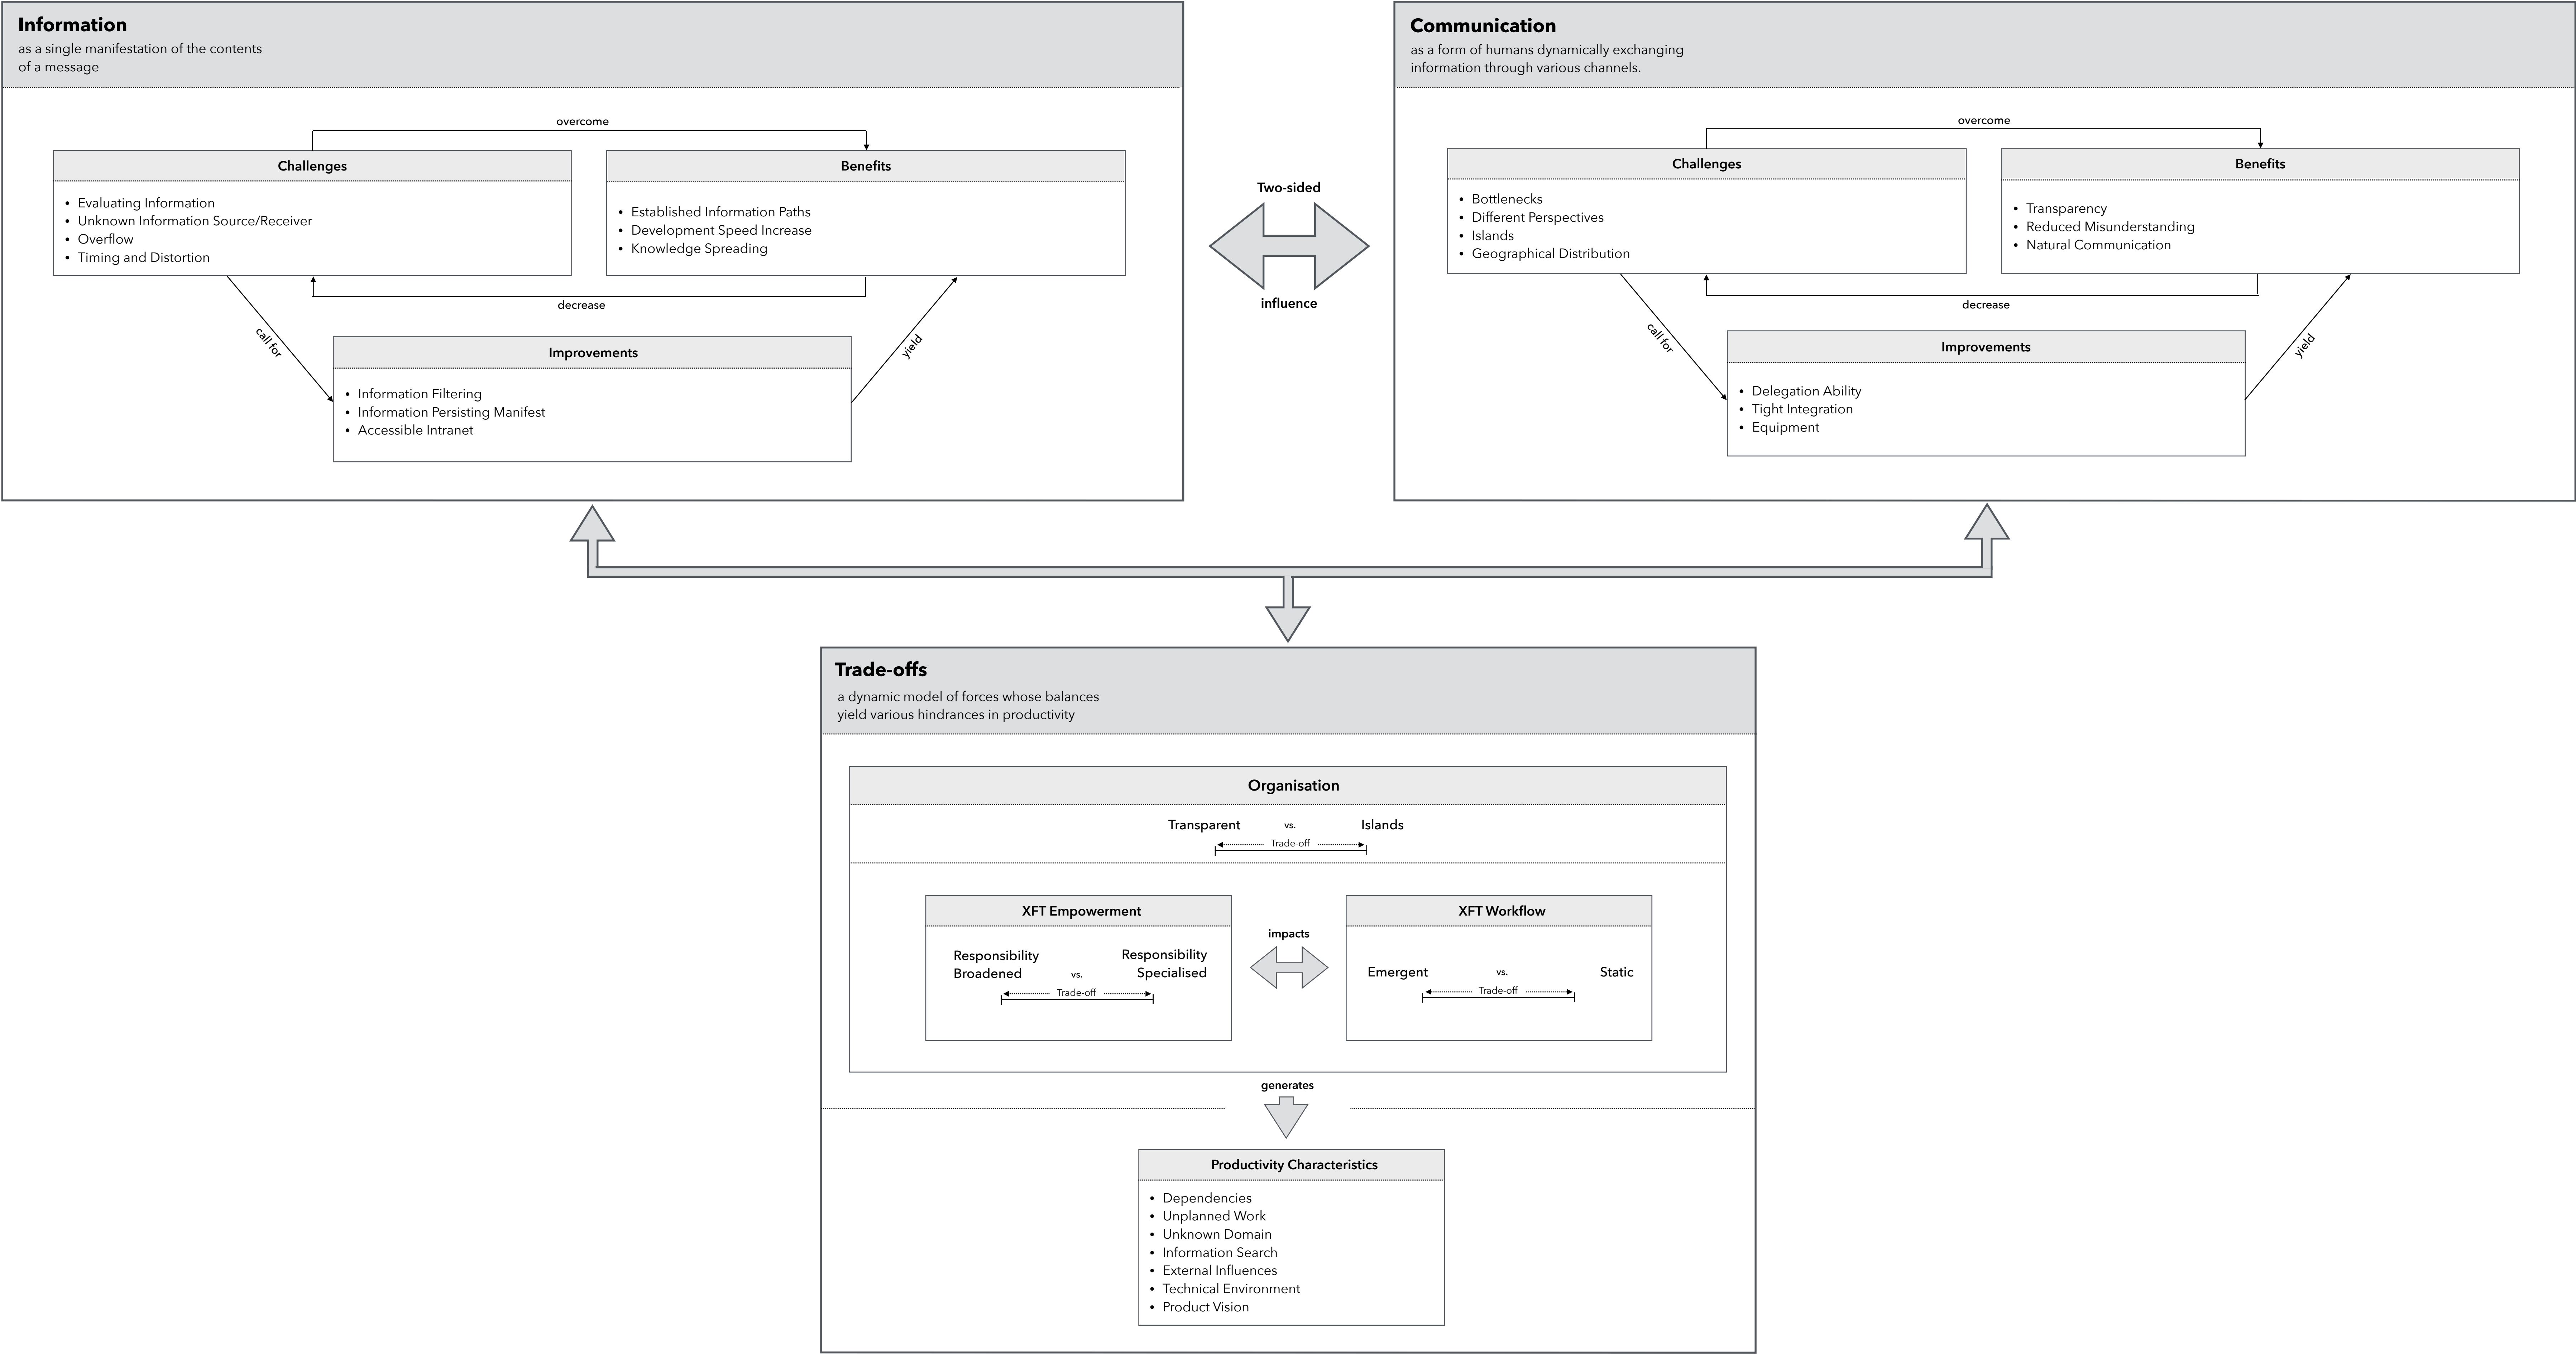 Information
as a single manifestation of the contents
of a message
overcome
Challenges
Evaluating Information
Unknown Information Source/Receiver
Overflow
Timing and Distortion
Benefits
Established Information Paths
Development Speed Increase
Knowledge Spreading
decrease
call for
yield
Improvements
Information Filtering
Information Persisting Manifest
Accessible Intranet
Two-sided
influence
Communication
as a form of humans dynamically exchanging
information through various channels.
overcome
Challenges
Bottlenecks
Different Perspectives
Islands
Geographical Distribution
Benefits
Transparency
Reduced Misunderstanding
Natural Communication
decrease
call for
yield
Improvements
Delegation Ability
Tight Integration
Equipment
Trade-offs
a dynamic model of forces whose balances
yield various hindrances in productivity
Organisation
Transparent vs. Islands
Trade-off
XFT Empowerment
Responsibility Responsibility
Broadened vs. Specialised
Trade-off
impacts
XFT Workflow
Emergent vs. Static
Trade-off
generates
Productivity Characteristics
Dependencies
Unplanned Work
Unknown Domain
Information Search
External Influences
Technical Environment
Product Vision